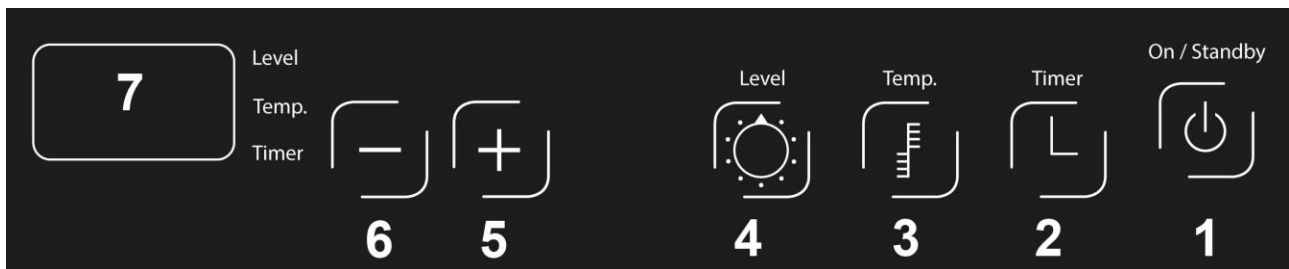 7
Level
Temp.
Timer
−
+
Level
Temp.
Timer
On / Standby
6
5
4
3
2
1